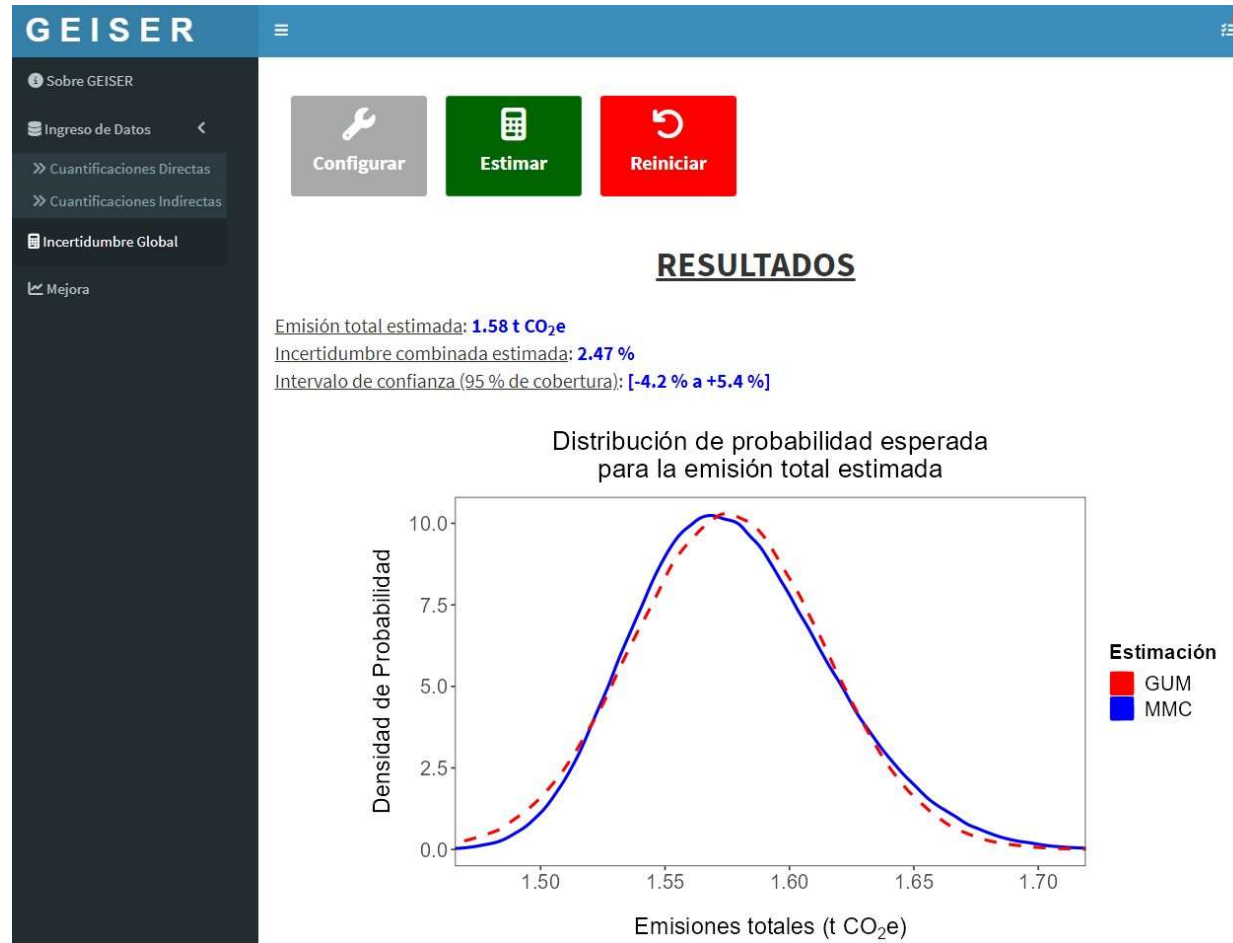 GEISER
Sobre GEISER
Ingreso de Datos
Cuantificaciones Directas
Cuantificaciones Indirectas
Incertidumbre Global
Mejora
Configurar
Estimar
Reiniciar
RESULTADOS
Emisión total estimada: 1.58 t CO₂e
Incertidumbre combinada estimada: 2.47 %
Intervalo de confianza (95 % de cobertura): [-4.2 % a +5.4 %]
Distribución de probabilidad esperada
para la emisión total estimada
Densidad de Probabilidad
10.0
7.5
5.0
2.5
0.0
1.50 1.55 1.60 1.65 1.70
Emisiones totales (t CO₂e)
Estimación
GUM
MMC